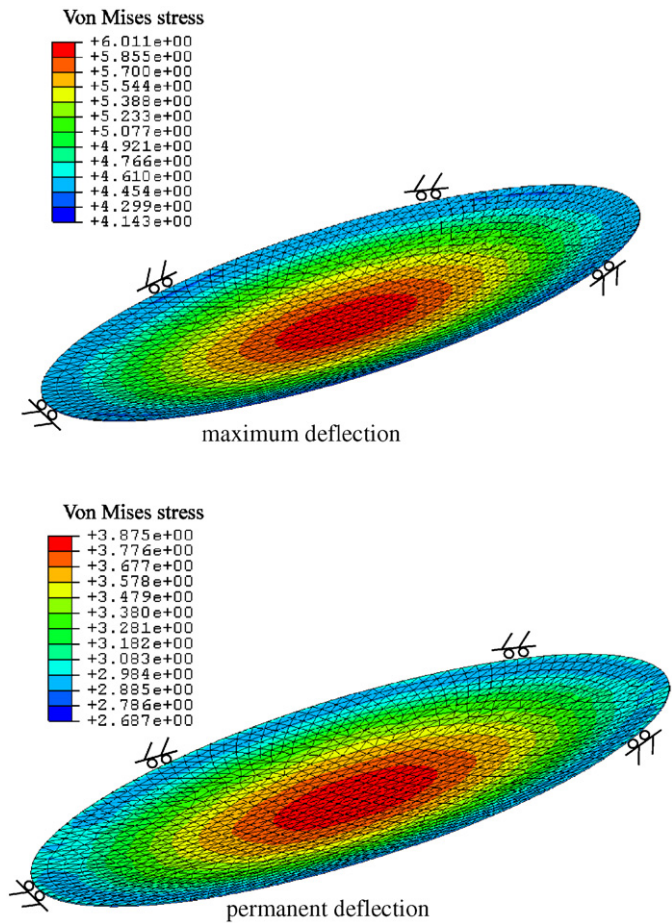 Von Mises stress
+6.011e+00
+5.855e+00
+5.700e+00
+5.544e+00
+5.388e+00
+5.233e+00
+5.077e+00
+4.921e+00
+4.766e+00
+4.610e+00
+4.454e+00
+4.299e+00
+4.143e+00
maximum deflection
Von Mises stress
+3.875e+00
+3.776e+00
+3.677e+00
+3.578e+00
+3.479e+00
+3.380e+00
+3.281e+00
+3.182e+00
+3.083e+00
+2.984e+00
+2.885e+00
+2.786e+00
+2.687e+00
permanent deflection